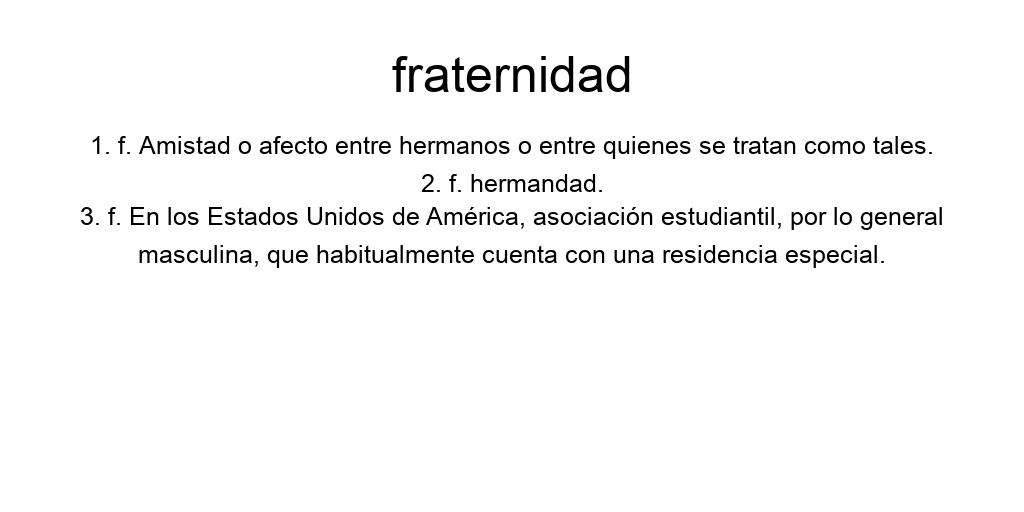 fraternidad
1. f. Amistad o afecto entre hermanos o entre quienes se tratan como tales.
2. f. hermandad.
3. f. En los Estados Unidos de América, asociación estudiantil, por lo general
masculina, que habitualmente cuenta con una residencia especial.